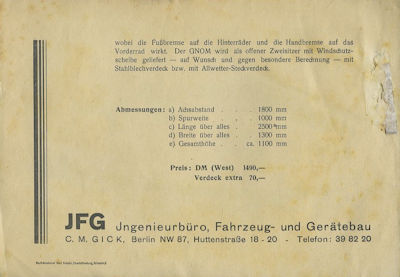 wobei die Fußbremse auf die Hinterräder und die Handbremse auf das
Vorderrad wirkt. Der GNOM wird als offener Zweisitzer mit Windschutz-
scheibe geliefert — auf Wunsch und gegen besondere Berechnung — mit
Stahlblechverdeck bzw. mit Allwetter-Steckverdeck.
Abmessungen: a) Achsabstand . . . 1800 mm
b) Spurweite . . . 1000 mm
c) Länge über alles . 2500 mm
d) Breite über alles . 1300 mm
e) Gesamthöhe . . ca. 1100 mm
Preis: DM (West) 1490,—
Verdeck extra 70,—
JFG Jngenieurbüro, Fahrzeug- und Gerätebau
C. M. GICK, Berlin NW 87, Huttenstraße 18 - 20 - Telefon: 39 82 20